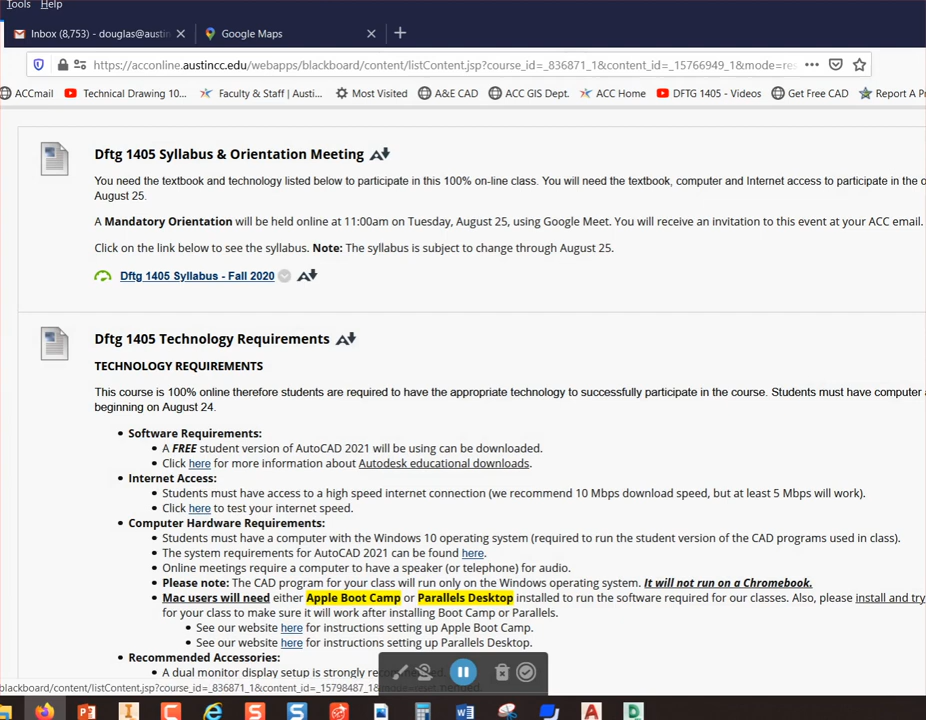 Tools Help
Inbox (8,753) - douglas@austin
Google Maps
https://acconline.austincc.edu/webapps/blackboard/content/listContent.jsp?course_id=_836871_1&content_id=_15766949_1&mode=res
ACCmail Technical Drawing 10... Faculty & Staff | Austi... Most Visited A&E CAD ACC GIS Dept. ACC Home DFTG 1405 - Videos Get Free CAD Report A Pr
Dftg 1405 Syllabus & Orientation Meeting
You need the textbook and technology listed below to participate in this 100% on-line class. You will need the textbook, computer and Internet access to participate in the o
August 25.
A Mandatory Orientation will be held online at 11:00am on Tuesday, August 25, using Google Meet. You will receive an invitation to this event at your ACC email.
Click on the link below to see the syllabus. Note: The syllabus is subject to change through August 25.
Dftg 1405 Syllabus - Fall 2020
Dftg 1405 Technology Requirements
TECHNOLOGY REQUIREMENTS
This course is 100% online therefore students are required to have the appropriate technology to successfully participate in the course. Students must have computer a
beginning on August 24.
• Software Requirements:
• A FREE student version of AutoCAD 2021 will be using can be downloaded.
• Click here for more information about Autodesk educational downloads.
• Internet Access:
• Students must have access to a high speed internet connection (we recommend 10 Mbps download speed, but at least 5 Mbps will work).
• Click here to test your internet speed.
• Computer Hardware Requirements:
• Students must have a computer with the Windows 10 operating system (required to run the student version of the CAD programs used in class).
• The system requirements for AutoCAD 2021 can be found here.
• Online meetings require a computer to have a speaker (or telephone) for audio.
• Please note: The CAD program for your class will run only on the Windows operating system. It will not run on a Chromebook.
• Mac users will need either Apple Boot Camp or Parallels Desktop installed to run the software required for our classes. Also, please install and try
for your class to make sure it will work after installing Boot Camp or Parallels.
• See our website here for instructions setting up Apple Boot Camp.
• See our website here for instructions setting up Parallels Desktop.
• Recommended Accessories:
• A dual monitor display setup is strongly
blackboard/content/listContent.jsp?course_id=_836871_1&content_id=_15798487_1